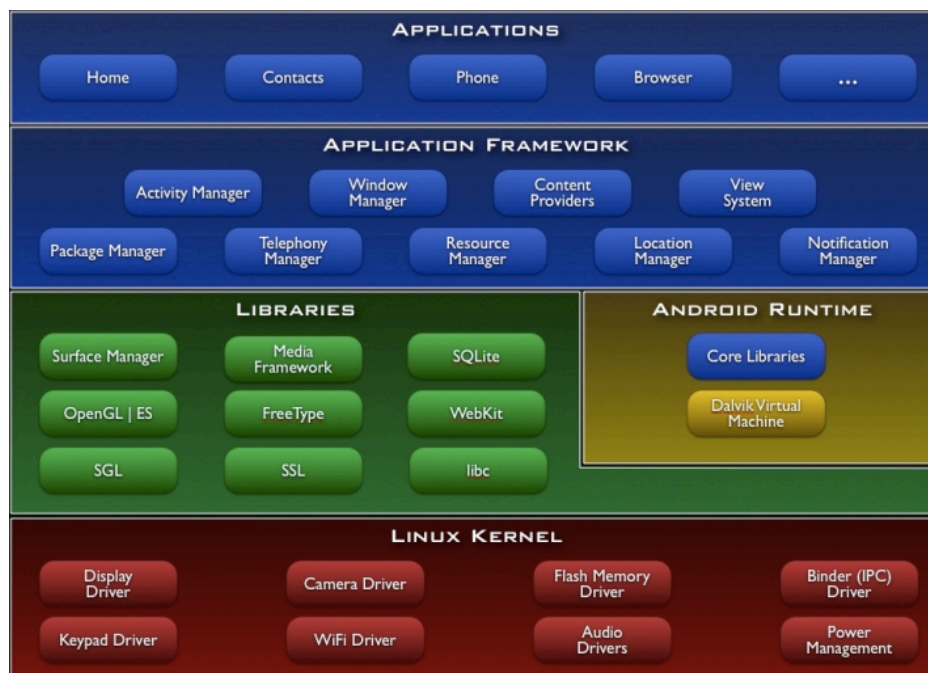 APPLICATIONS
Home
Contacts
Phone
Browser
...
APPLICATION FRAMEWORK
Activity Manager
Window
Manager
Content
Providers
View
System
Package Manager
Telephony
Manager
Resource
Manager
Location
Manager
Notification
Manager
LIBRARIES
Surface Manager
Media
Framework
SQLite
OpenGL | ES
FreeType
WebKit
SGL
SSL
libc
ANDROID RUNTIME
Core Libraries
Dalvik Virtual
Machine
LINUX KERNEL
Display
Driver
Camera Driver
Flash Memory
Driver
Binder (IPC)
Driver
Keypad Driver
WiFi Driver
Audio
Drivers
Power
Management